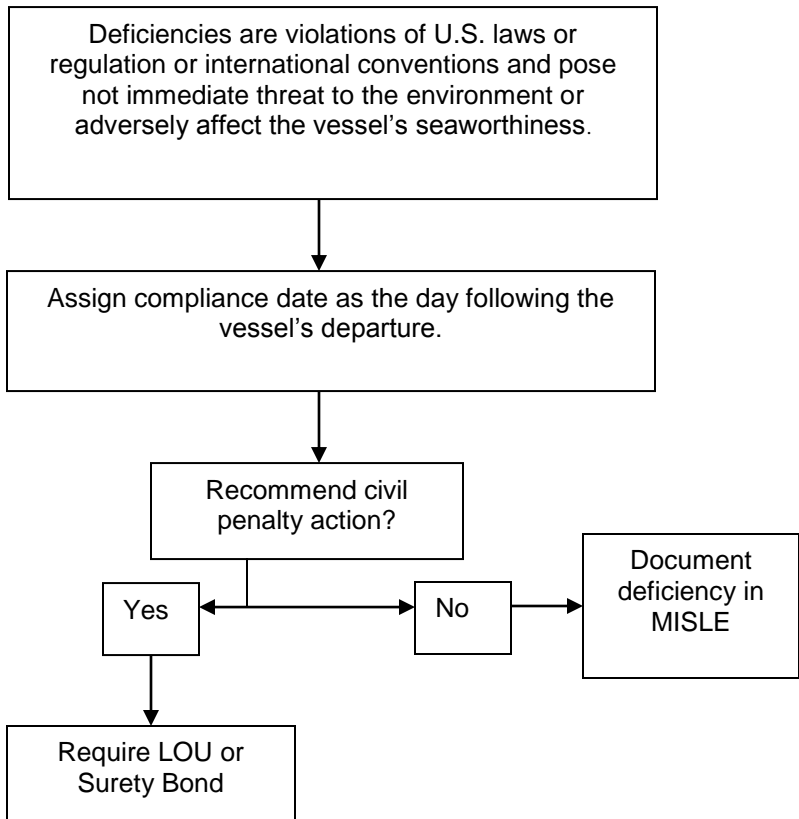 Deficiencies are violations of U.S. laws or
regulation or international conventions and pose
not immediate threat to the environment or
adversely affect the vessel’s seaworthiness.
Assign compliance date as the day following the
vessel’s departure.
Recommend civil
penalty action?
Yes
No
Document
deficiency in
MISLE
Require LOU or
Surety Bond